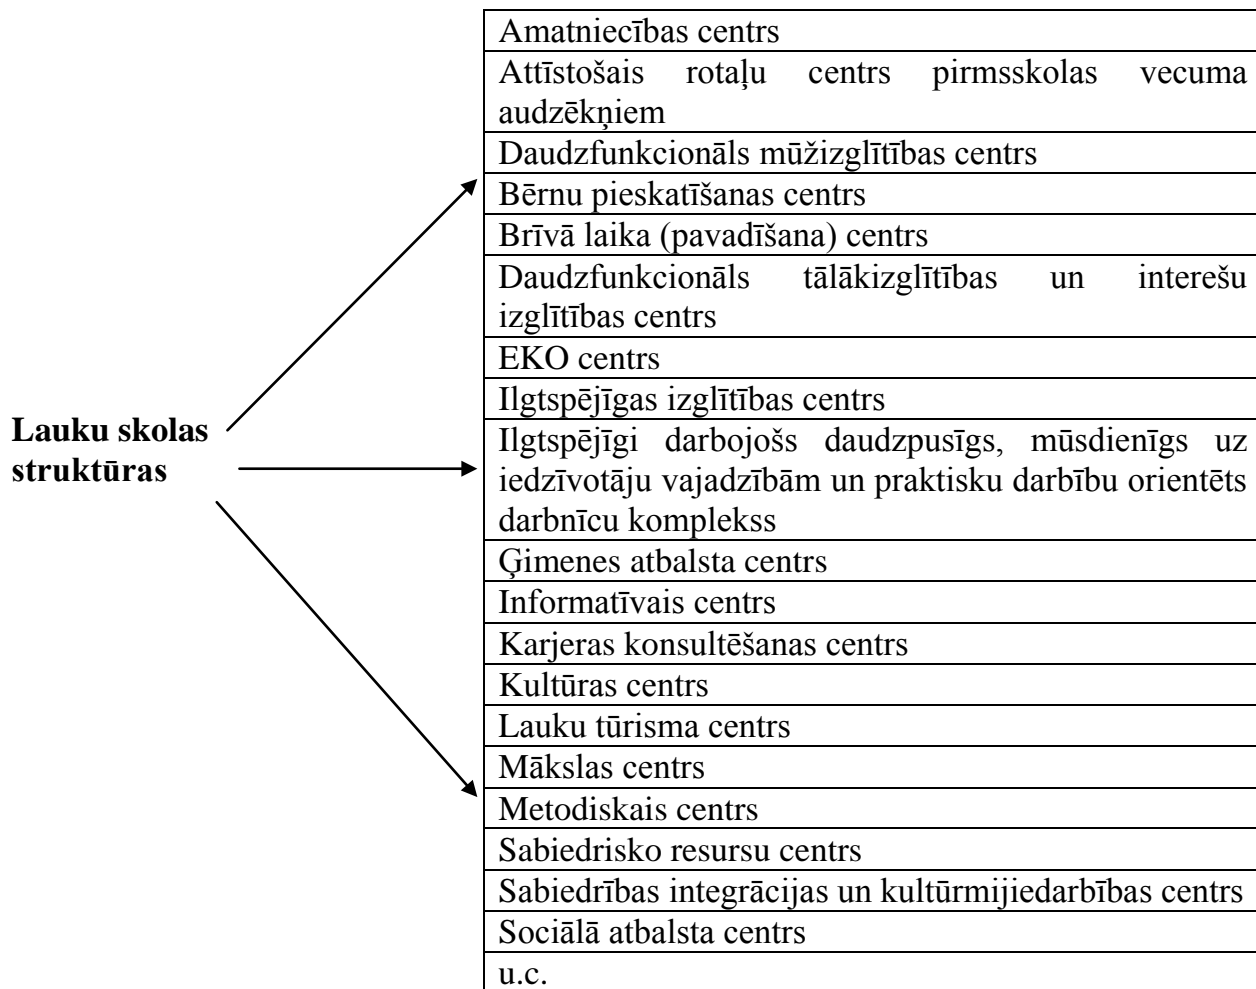 Lauku skolas
struktūras
Amatniecības centrs
Attīstošais rotaļu centrs pirmsskolas vecuma
audzēkņiem
Daudzfunkcionāls mūžizglītības centrs
Bērnu pieskatīšanas centrs
Brīvā laika (pavadīšana) centrs
Daudzfunkcionāls tālākizglītības un interešu
izglītības centrs
EKO centrs
Ilgtspējīgas izglītības centrs
Ilgtspējīgi darbojošs daudzpusīgs, mūsdienīgs uz
iedzīvotāju vajadzībām un praktisku darbību orientēts
darbnīcu komplekss
Ģimenes atbalsta centrs
Informatīvais centrs
Karjeras konsultēšanas centrs
Kultūras centrs
Lauku tūrisma centrs
Mākslas centrs
Metodiskais centrs
Sabiedrisko resursu centrs
Sabiedrības integrācijas un kultūrmijiedarbības centrs
Sociālā atbalsta centrs
u.c.